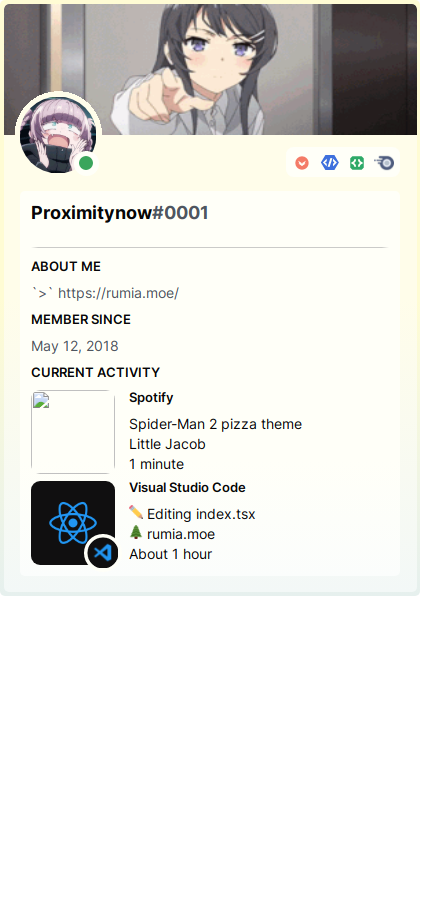 Proximitynow#0001
ABOUT ME
`>` https://rumia.moe/
MEMBER SINCE
May 12, 2018
CURRENT ACTIVITY
Spotify
Spider-Man 2 pizza theme
Little Jacob
1 minute
Visual Studio Code
✏️ Editing index.tsx
🌲 rumia.moe
About 1 hour